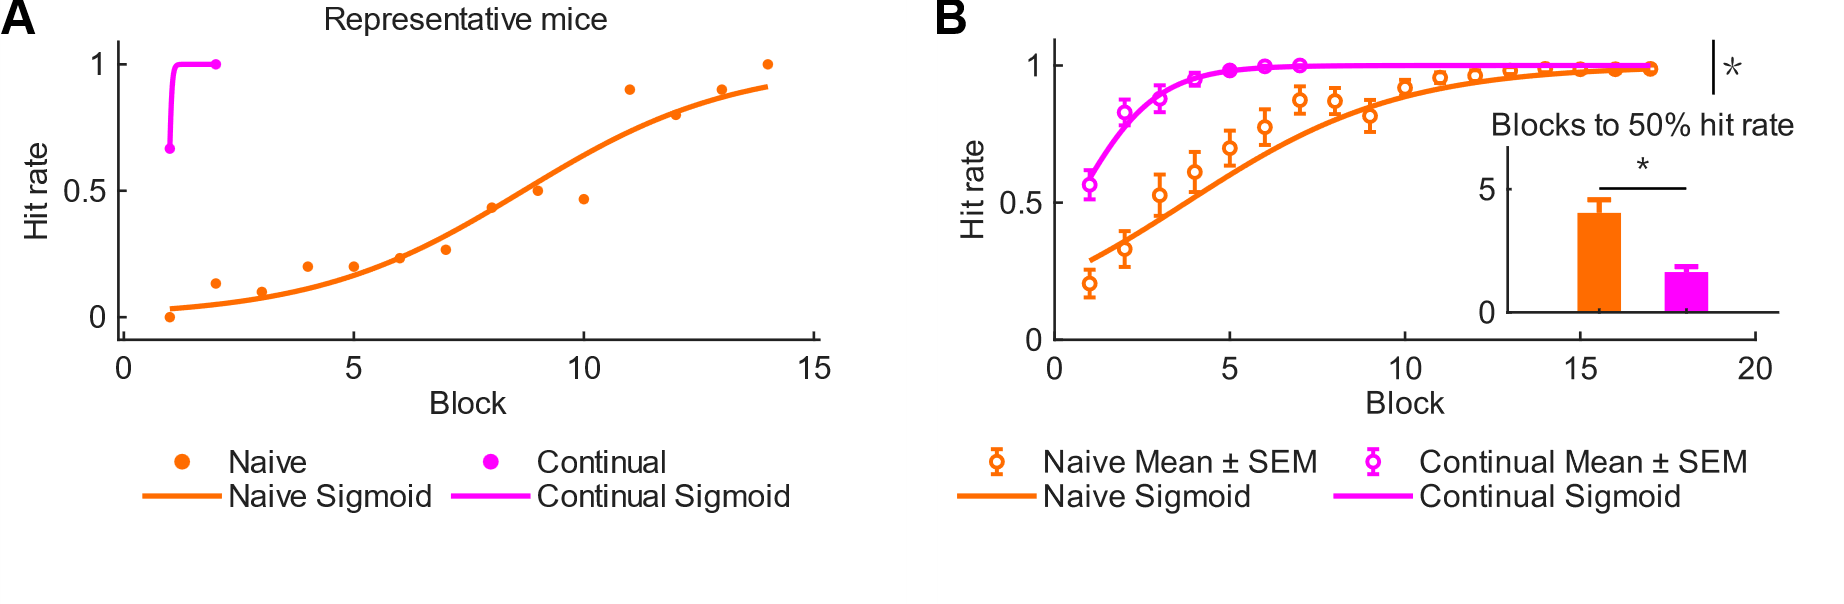 A
Representative mice
1
0.5
0
Hit rate
0
5
10
15
Block
Naive
Continual
Naive Sigmoid
Continual Sigmoid
B
1
0.5
0
Hit rate
*
Blocks to 50% hit rate
*
5
0
0
5
10
15
20
Block
Naive Mean ± SEM
Continual Mean ± SEM
Naive Sigmoid
Continual Sigmoid